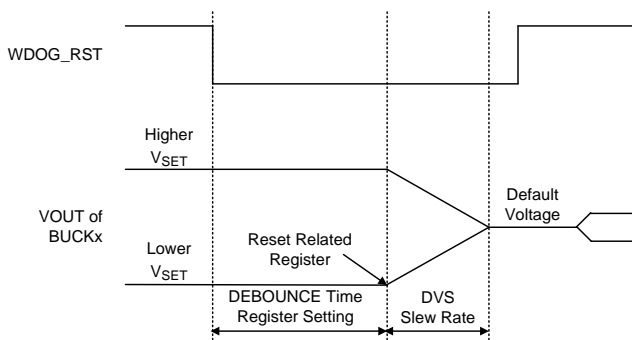 WDOG_RST
Higher
VSET
VOUT of
BUCKx
Default
Voltage
Lower
VSET
Reset Related
Register
DEBOUNCE Time
Register Setting
DVS
Slew Rate